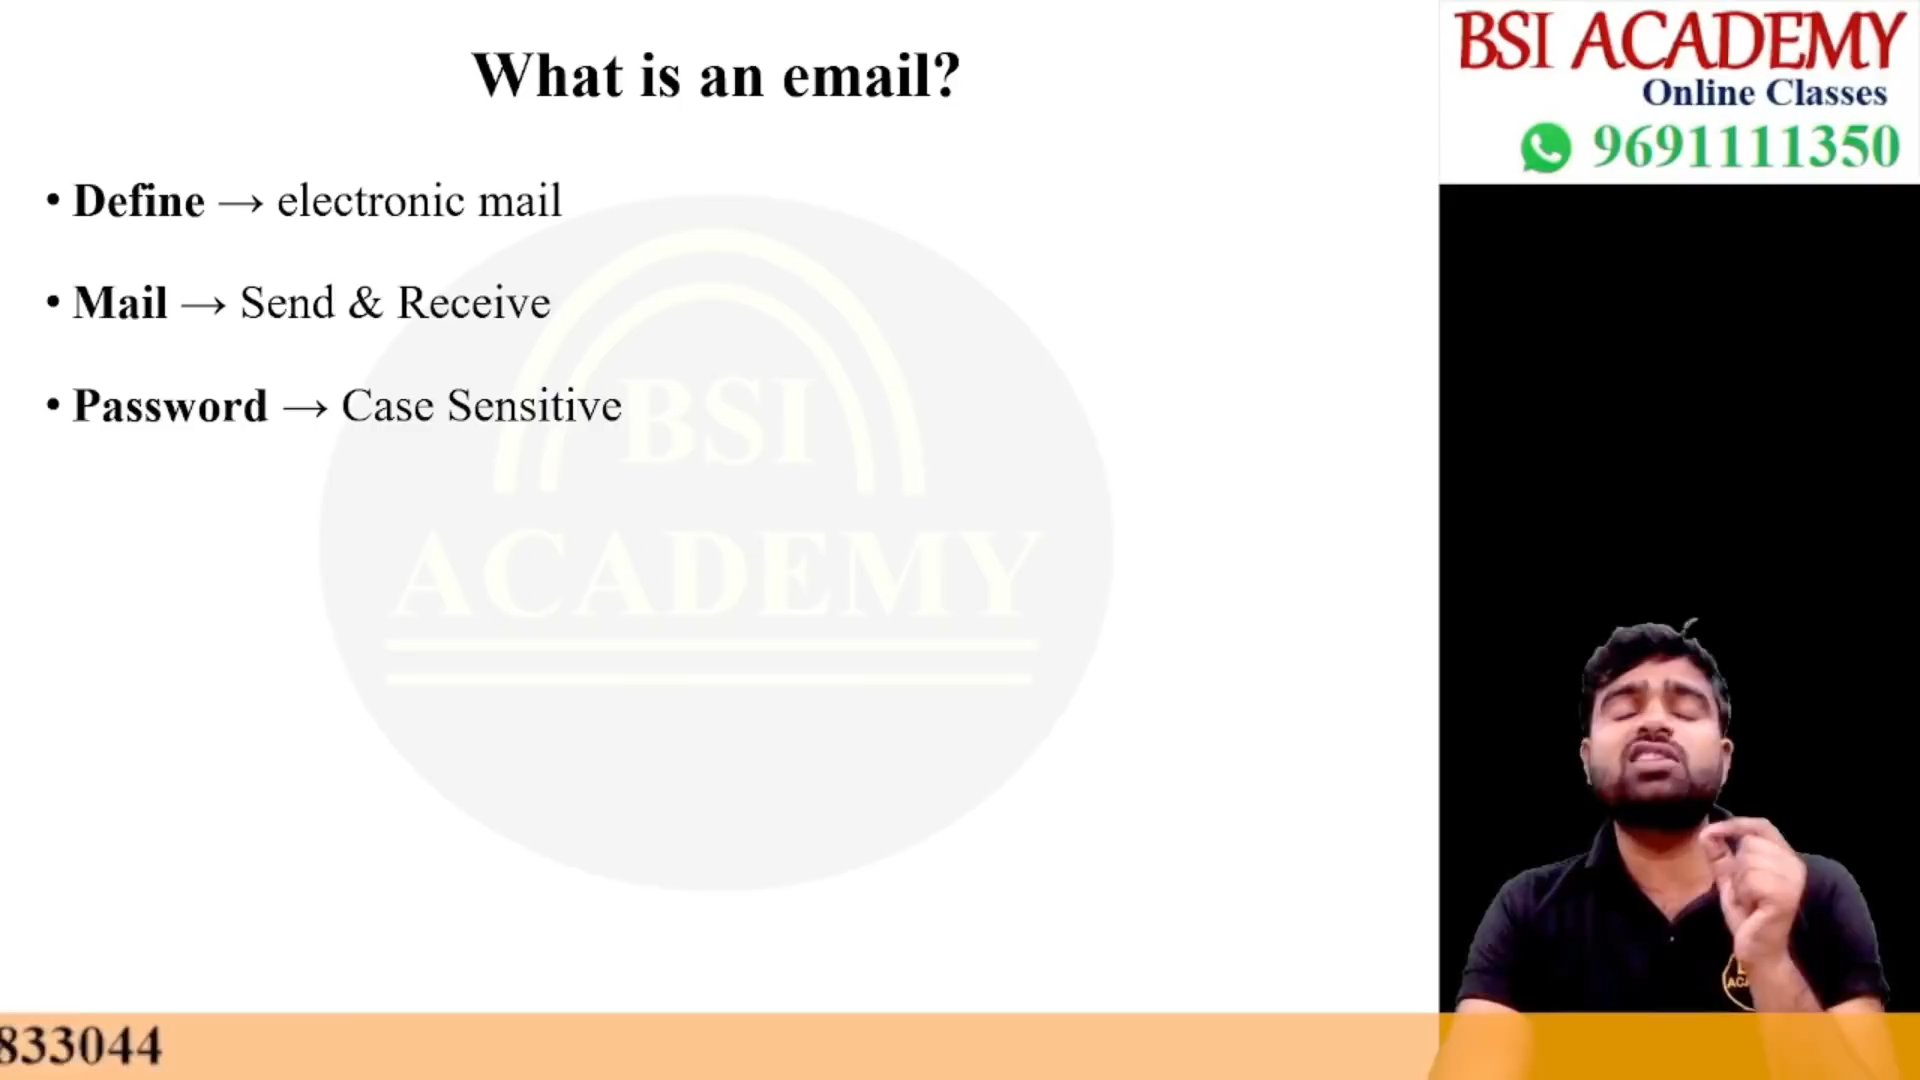 What is an email?
• Define → electronic mail
• Mail → Send & Receive
• Password → Case Sensitive
BSI
ACADEMY
BSI ACADEMY
Online Classes
9691111350
833044